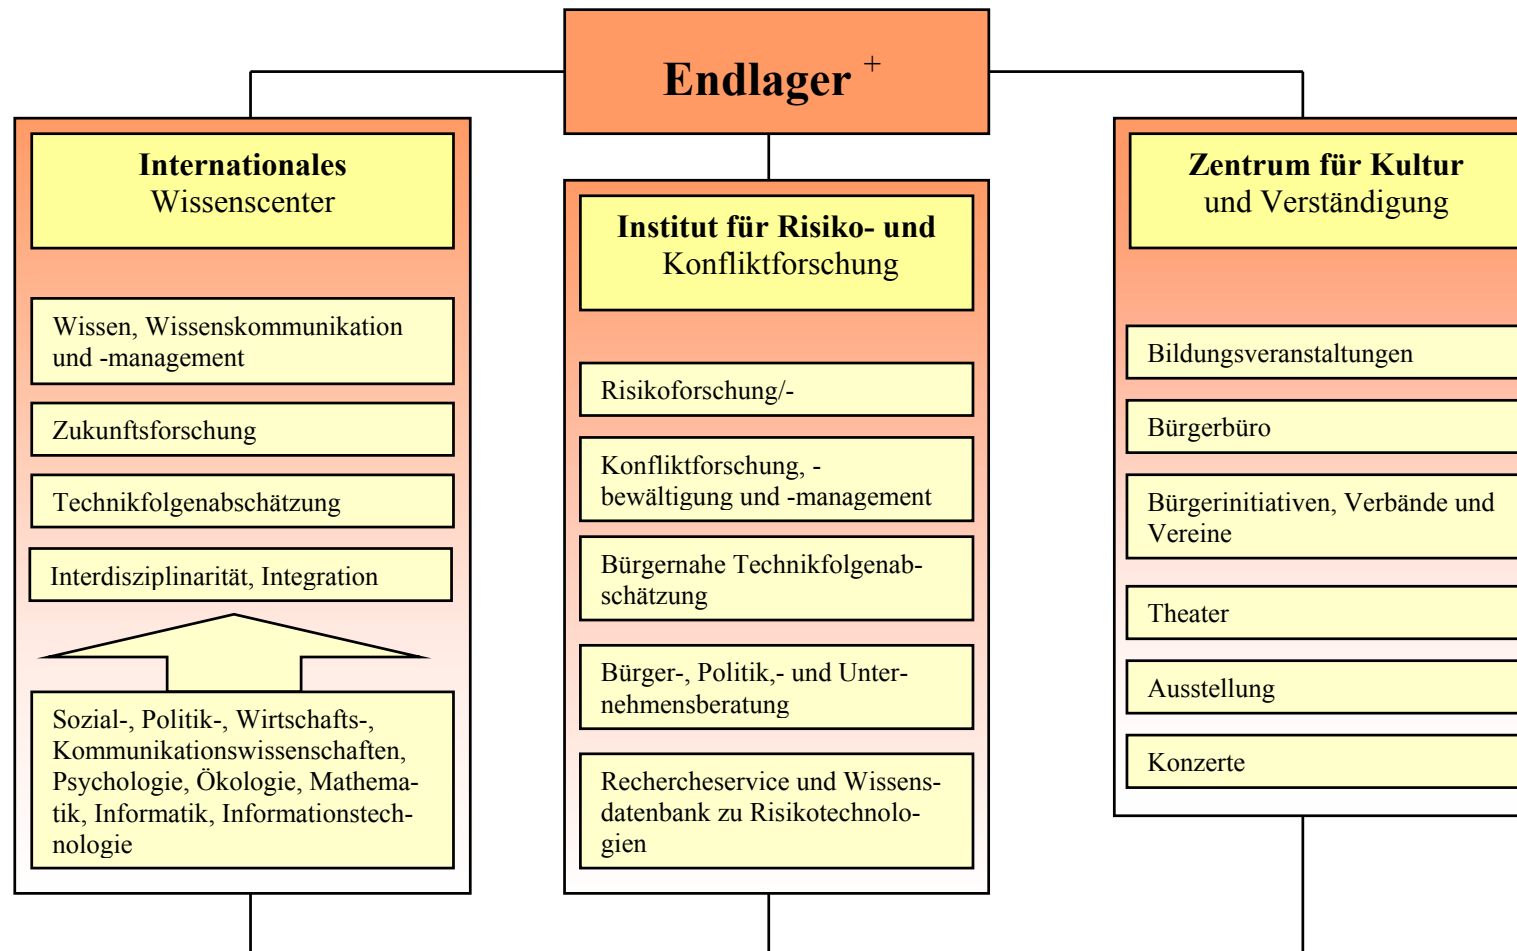 Endlager +
Internationales
Wissenscenter
Wissen, Wissenskommunikation
und -management
Zukunftsforschung
Technikfolgenabschätzung
Interdisziplinarität, Integration
Sozial-, Politik-, Wirtschafts-,
Kommunikationswissenschaften,
Psychologie, Ökologie, Mathema-
tik, Informatik, Informationstech-
nologie
Institut für Risiko- und
Konfliktforschung
Risikoforschung/-
Konfliktforschung, -
bewältigung und -management
Bürgernahe Technikfolgenab-
schätzung
Bürger-, Politik,- und Unter-
nehmensberatung
Rechercheservice und Wissens-
datenbank zu Risikotechnolo-
gien
Zentrum für Kultur
und Verständigung
Bildungsveranstaltungen
Bürgerbüro
Bürgerinitiativen, Verbände und
Vereine
Theater
Ausstellung
Konzerte